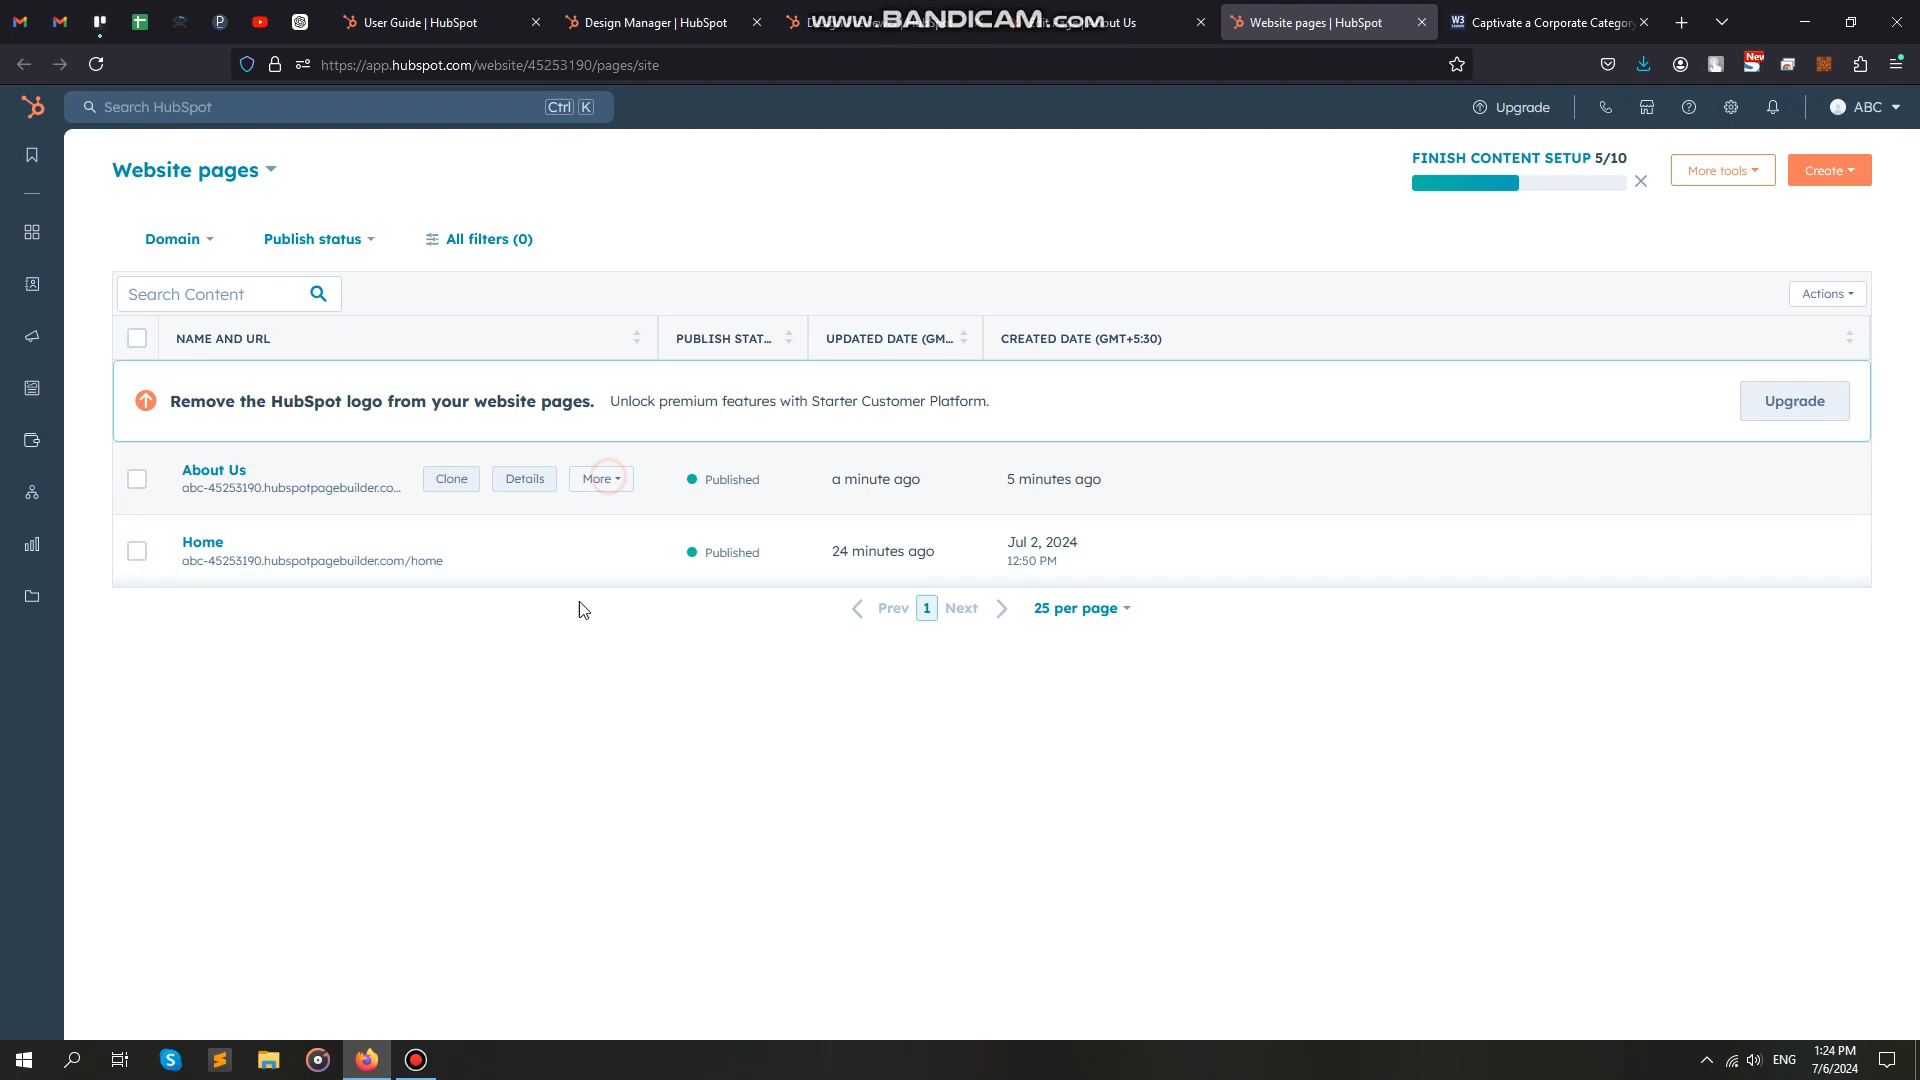 User Guide | HubSpot
Design Manager | HubSpot
WWW.BANDICAM.COM
out Us
Website pages | HubSpot
Captivate a Corporate Category
https://app.hubspot.com/website/45253190/pages/site
New
Search HubSpot
Ctrl K
Upgrade
ABC
Website pages
FINISH CONTENT SETUP 5/10
More tools
Create
Domain
Publish status
All filters (0)
Search Content
Actions
NAME AND URL
PUBLISH STAT...
UPDATED DATE (GM...
CREATED DATE (GMT+5:30)
Remove the HubSpot logo from your website pages.
Unlock premium features with Starter Customer Platform.
Upgrade
About Us
abc-45253190.hubspotpagebuilder.co...
Clone
Details
More
Published
a minute ago
5 minutes ago
Home
abc-45253190.hubspotpagebuilder.com/home
Published
24 minutes ago
Jul 2, 2024
12:50 PM
Prev
1
Next
25 per page
ENG
1:24 PM
7/6/2024